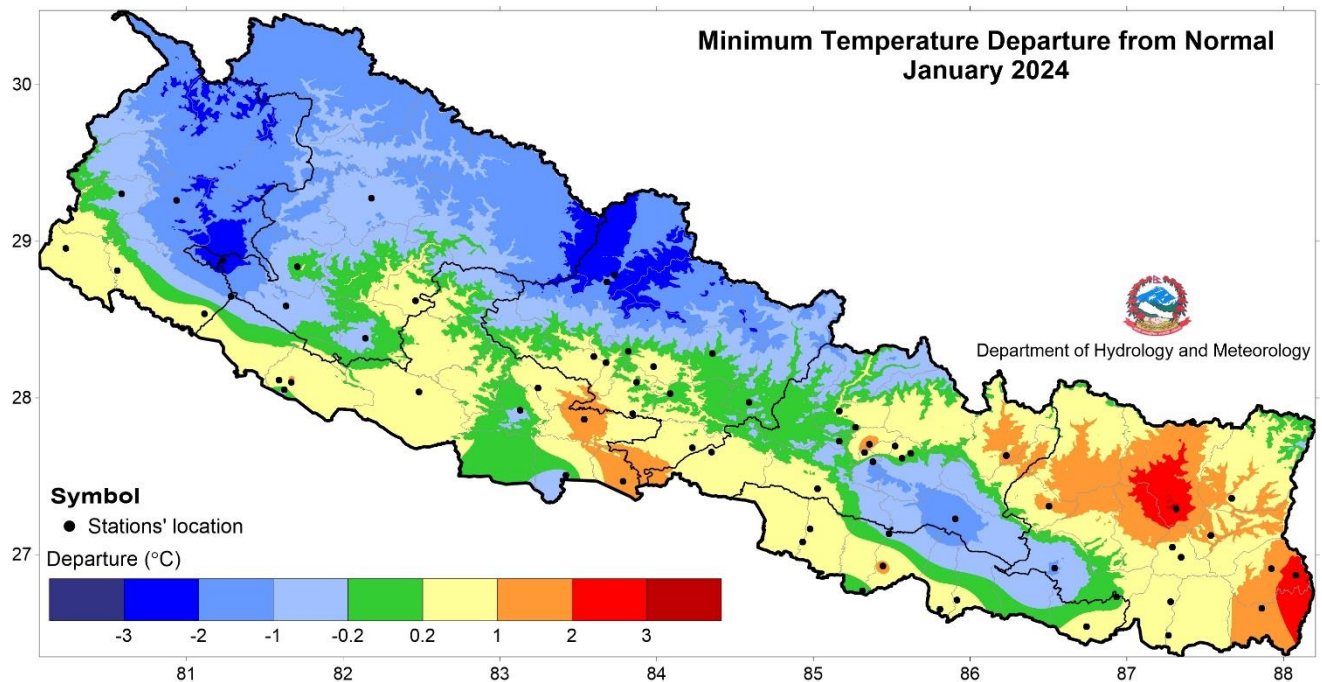 Minimum Temperature Departure from Normal
January 2024
30
29
28
27
Department of Hydrology and Meteorology
Symbol
Stations' location
Departure (°C)
-3 -2 -1 -0.2 0.2 1 2 3
81 82 83 84 85 86 87 88